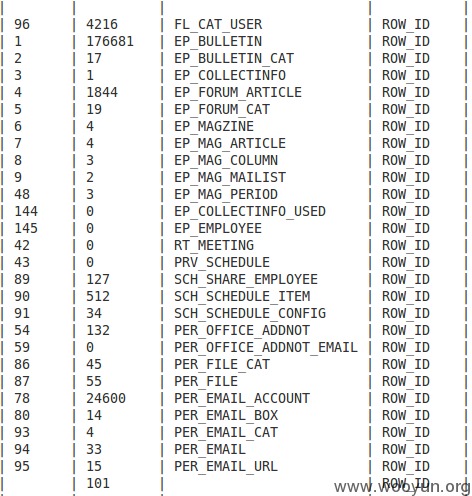 | 96 | 4216 | FL_CAT_USER | ROW_ID |
| 1 | 176681 | EP_BULLETIN | ROW_ID |
| 2 | 17 | EP_BULLETIN_CAT | ROW_ID |
| 3 | 1 | EP_COLLECTINFO | ROW_ID |
| 4 | 1844 | EP_FORUM_ARTICLE | ROW_ID |
| 5 | 19 | EP_FORUM_CAT | ROW_ID |
| 6 | 4 | EP_MAGZINE | ROW_ID |
| 7 | 4 | EP_MAG_ARTICLE | ROW_ID |
| 8 | 3 | EP_MAG_COLUMN | ROW_ID |
| 9 | 2 | EP_MAG_MAILIST | ROW_ID |
| 48 | 3 | EP_MAG_PERIOD | ROW_ID |
| 144 | 0 | EP_COLLECTINFO_USED | ROW_ID |
| 145 | 0 | EP_EMPLOYEE | ROW_ID |
| 42 | 0 | RT_MEETING | ROW_ID |
| 43 | 0 | PRV_SCHEDULE | ROW_ID |
| 89 | 127 | SCH_SHARE_EMPLOYEE | ROW_ID |
| 90 | 512 | SCH_SCHEDULE_ITEM | ROW_ID |
| 91 | 34 | SCH_SCHEDULE_CONFIG | ROW_ID |
| 54 | 132 | PER_OFFICE_ADDNOT | ROW_ID |
| 59 | 0 | PER_OFFICE_ADDNOT_EMAIL | ROW_ID |
| 86 | 45 | PER_FILE_CAT | ROW_ID |
| 87 | 55 | PER_FILE | ROW_ID |
| 78 | 24600 | PER_EMAIL_ACCOUNT | ROW_ID |
| 80 | 14 | PER_EMAIL_BOX | ROW_ID |
| 93 | 4 | PER_EMAIL_CAT | ROW_ID |
| 94 | 33 | PER_EMAIL | ROW_ID |
| 95 | 15 | PER_EMAIL_URL | ROW_ID |
| | 101 | | ROW_ID |
www.wooyun.org